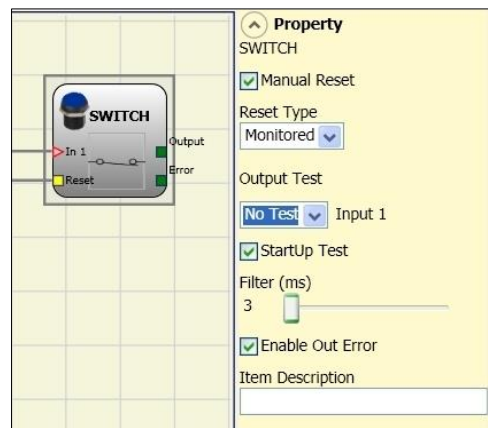 SWITCH
In 1
Reset
Output
Error
Property
SWITCH
Manual Reset
Reset Type
Monitored
Output Test
No Test Input 1
StartUp Test
Filter (ms)
3
Enable Out Error
Item Description